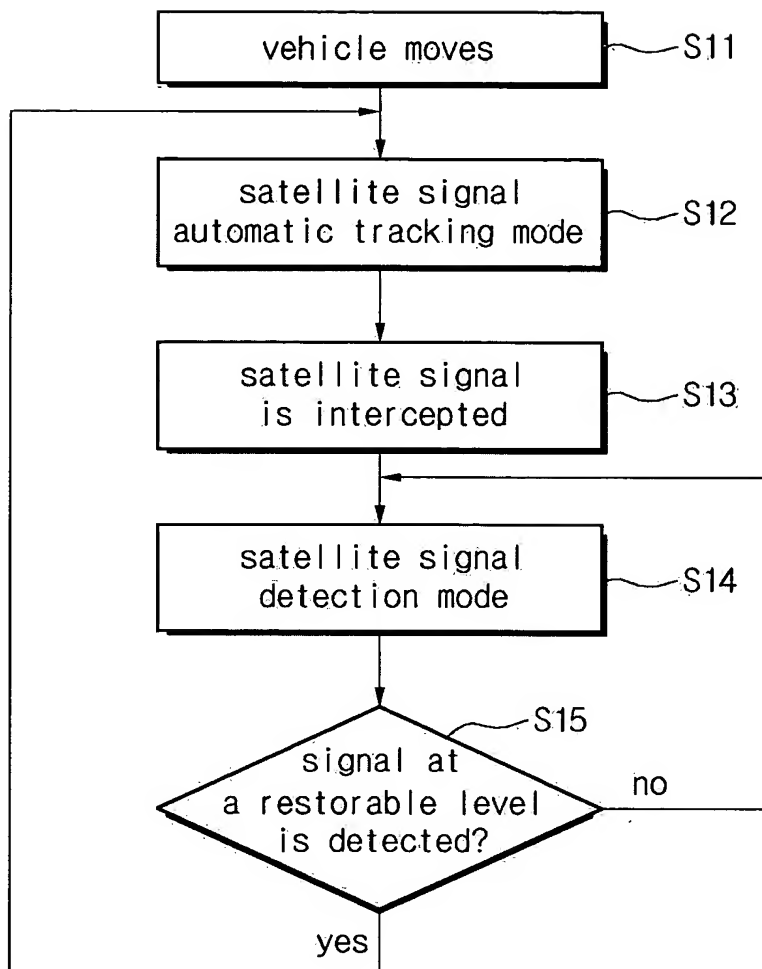 vehicle moves
S11
satellite signal
automatic tracking mode
S12
satellite signal
is intercepted
S13
satellite signal
detection mode
S14
S15
signal at
a restorable level
is detected?
no
yes